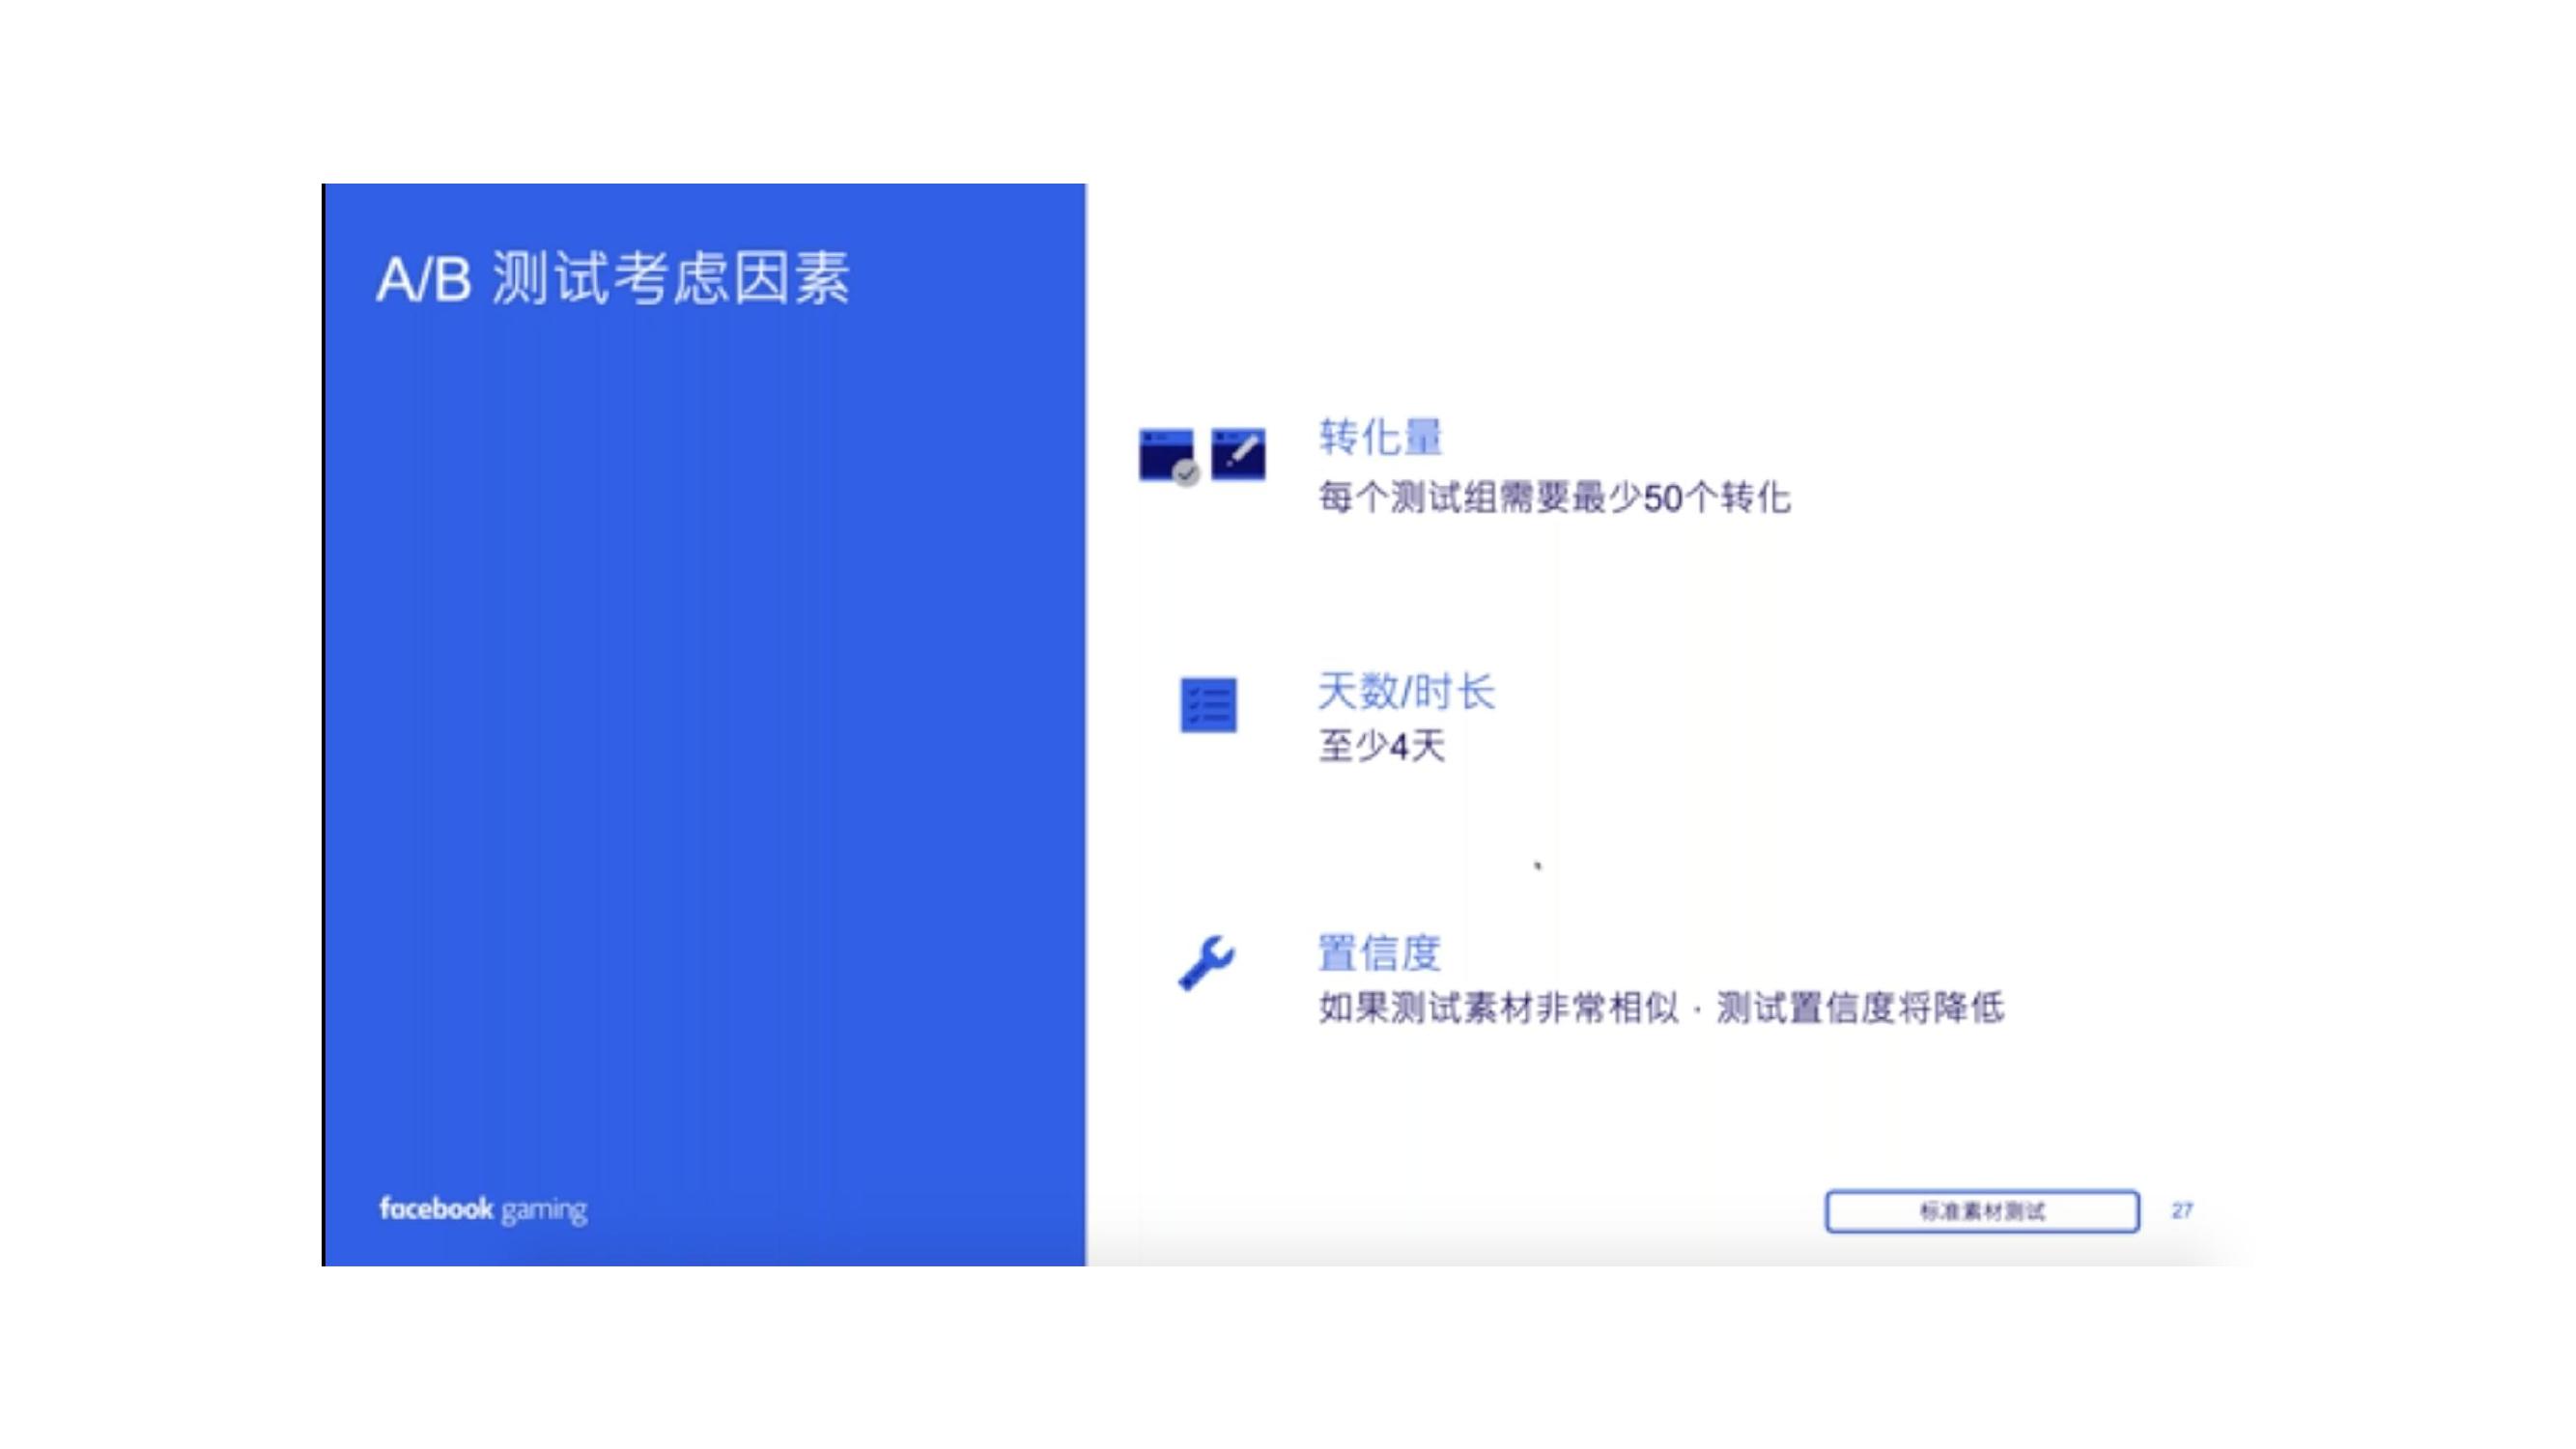 A/B 测试考虑因素
转化量
每个测试组需要最少50个转化
天数/时长
至少4天
置信度
如果测试素材非常相似，测试置信度将降低
facebook gaming
标准素材测试
27